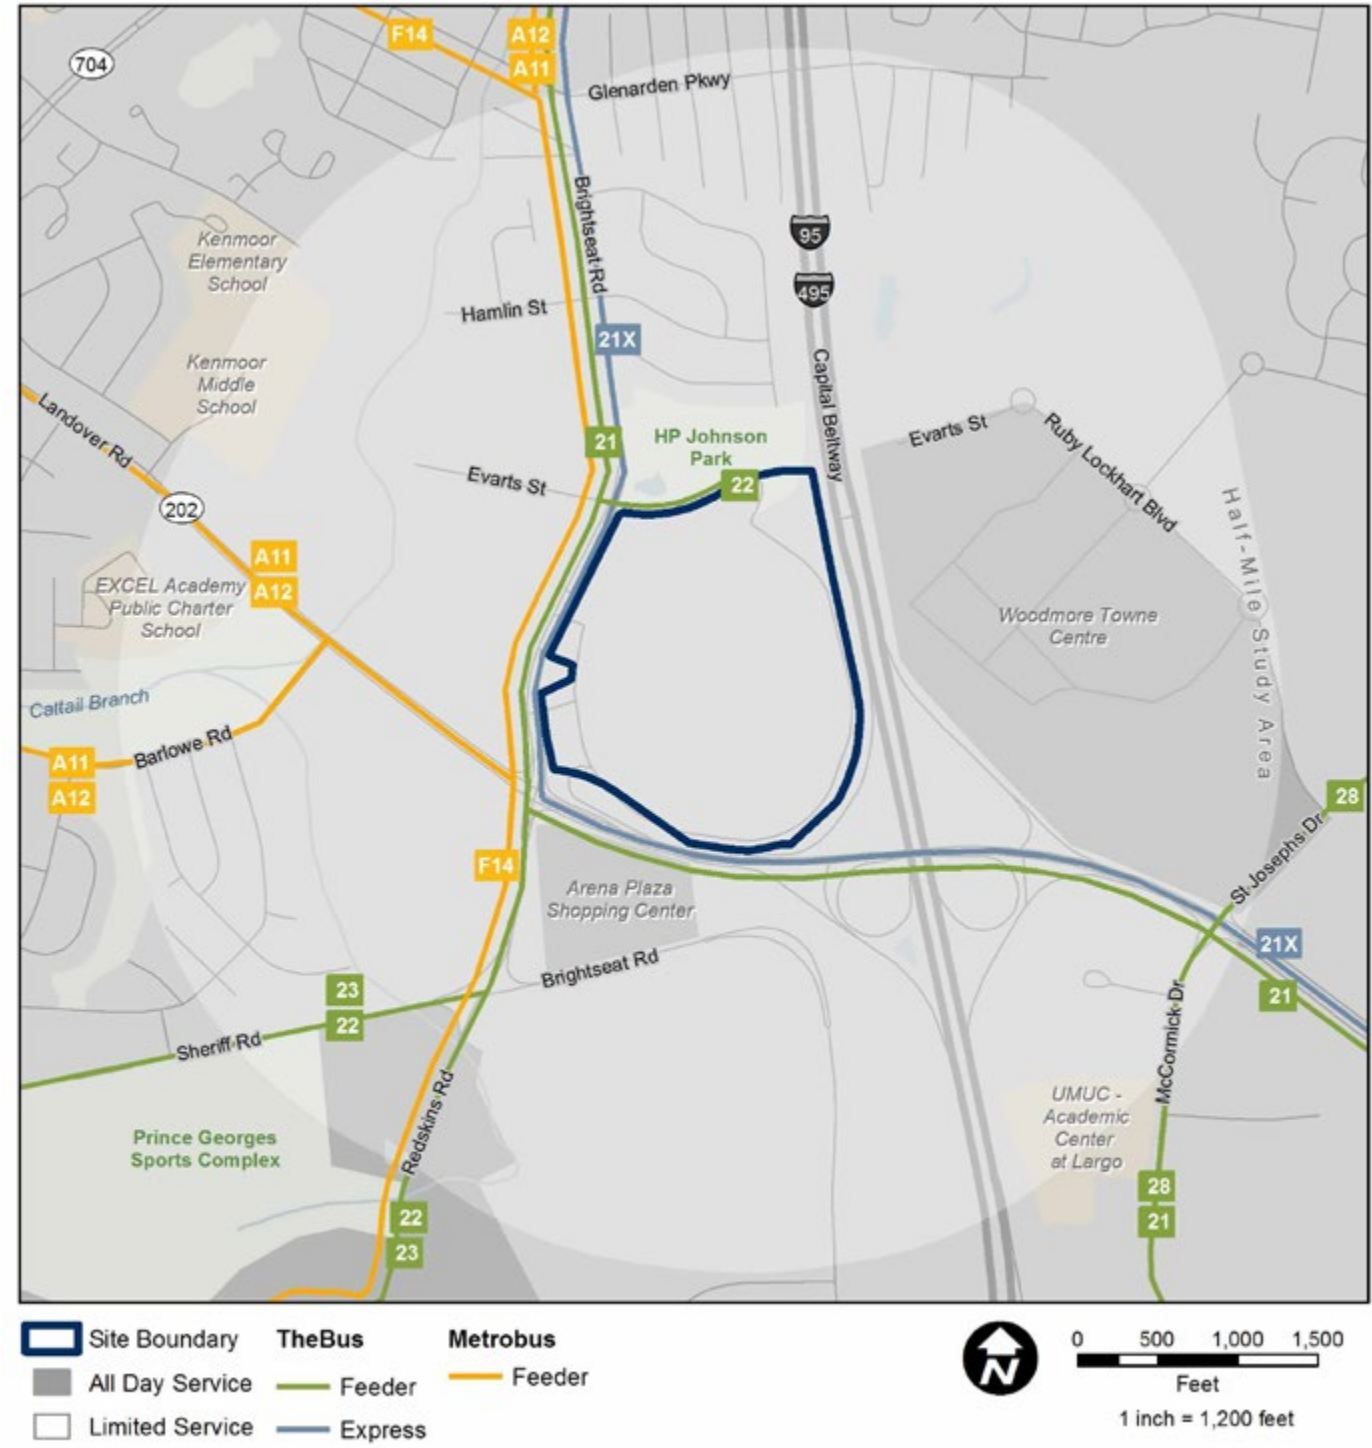 F14
A12
A11
704
Glenarden Pkwy
Brightseat Rd
95
495
Kenmoor
Elementary
School
Hamlin St
21X
Kenmoor
Middle
School
Capital Beltway
Landover Rd
21
HP Johnson
Park
22
Evarts St
Ruby Lockhart Blvd
Evarts St
202
Half-Mile Study Area
A11
A12
EXCEL Academy
Public Charter
School
Woodmore Towne
Centre
Cattail Branch
Barlowe Rd
A11
A12
28
St Josephs Dr
F14
Arena Plaza
Shopping Center
21X
Brightseat Rd
21
23
22
Sheriff Rd
McCormick Dr
Redskins Rd
UMUC -
Academic
Center
at Largo
Prince Georges
Sports Complex
28
21
22
23
Site Boundary
All Day Service
Limited Service
TheBus
Feeder
Express
Metrobus
Feeder
N
0 500 1,000 1,500
Feet
1 inch = 1,200 feet